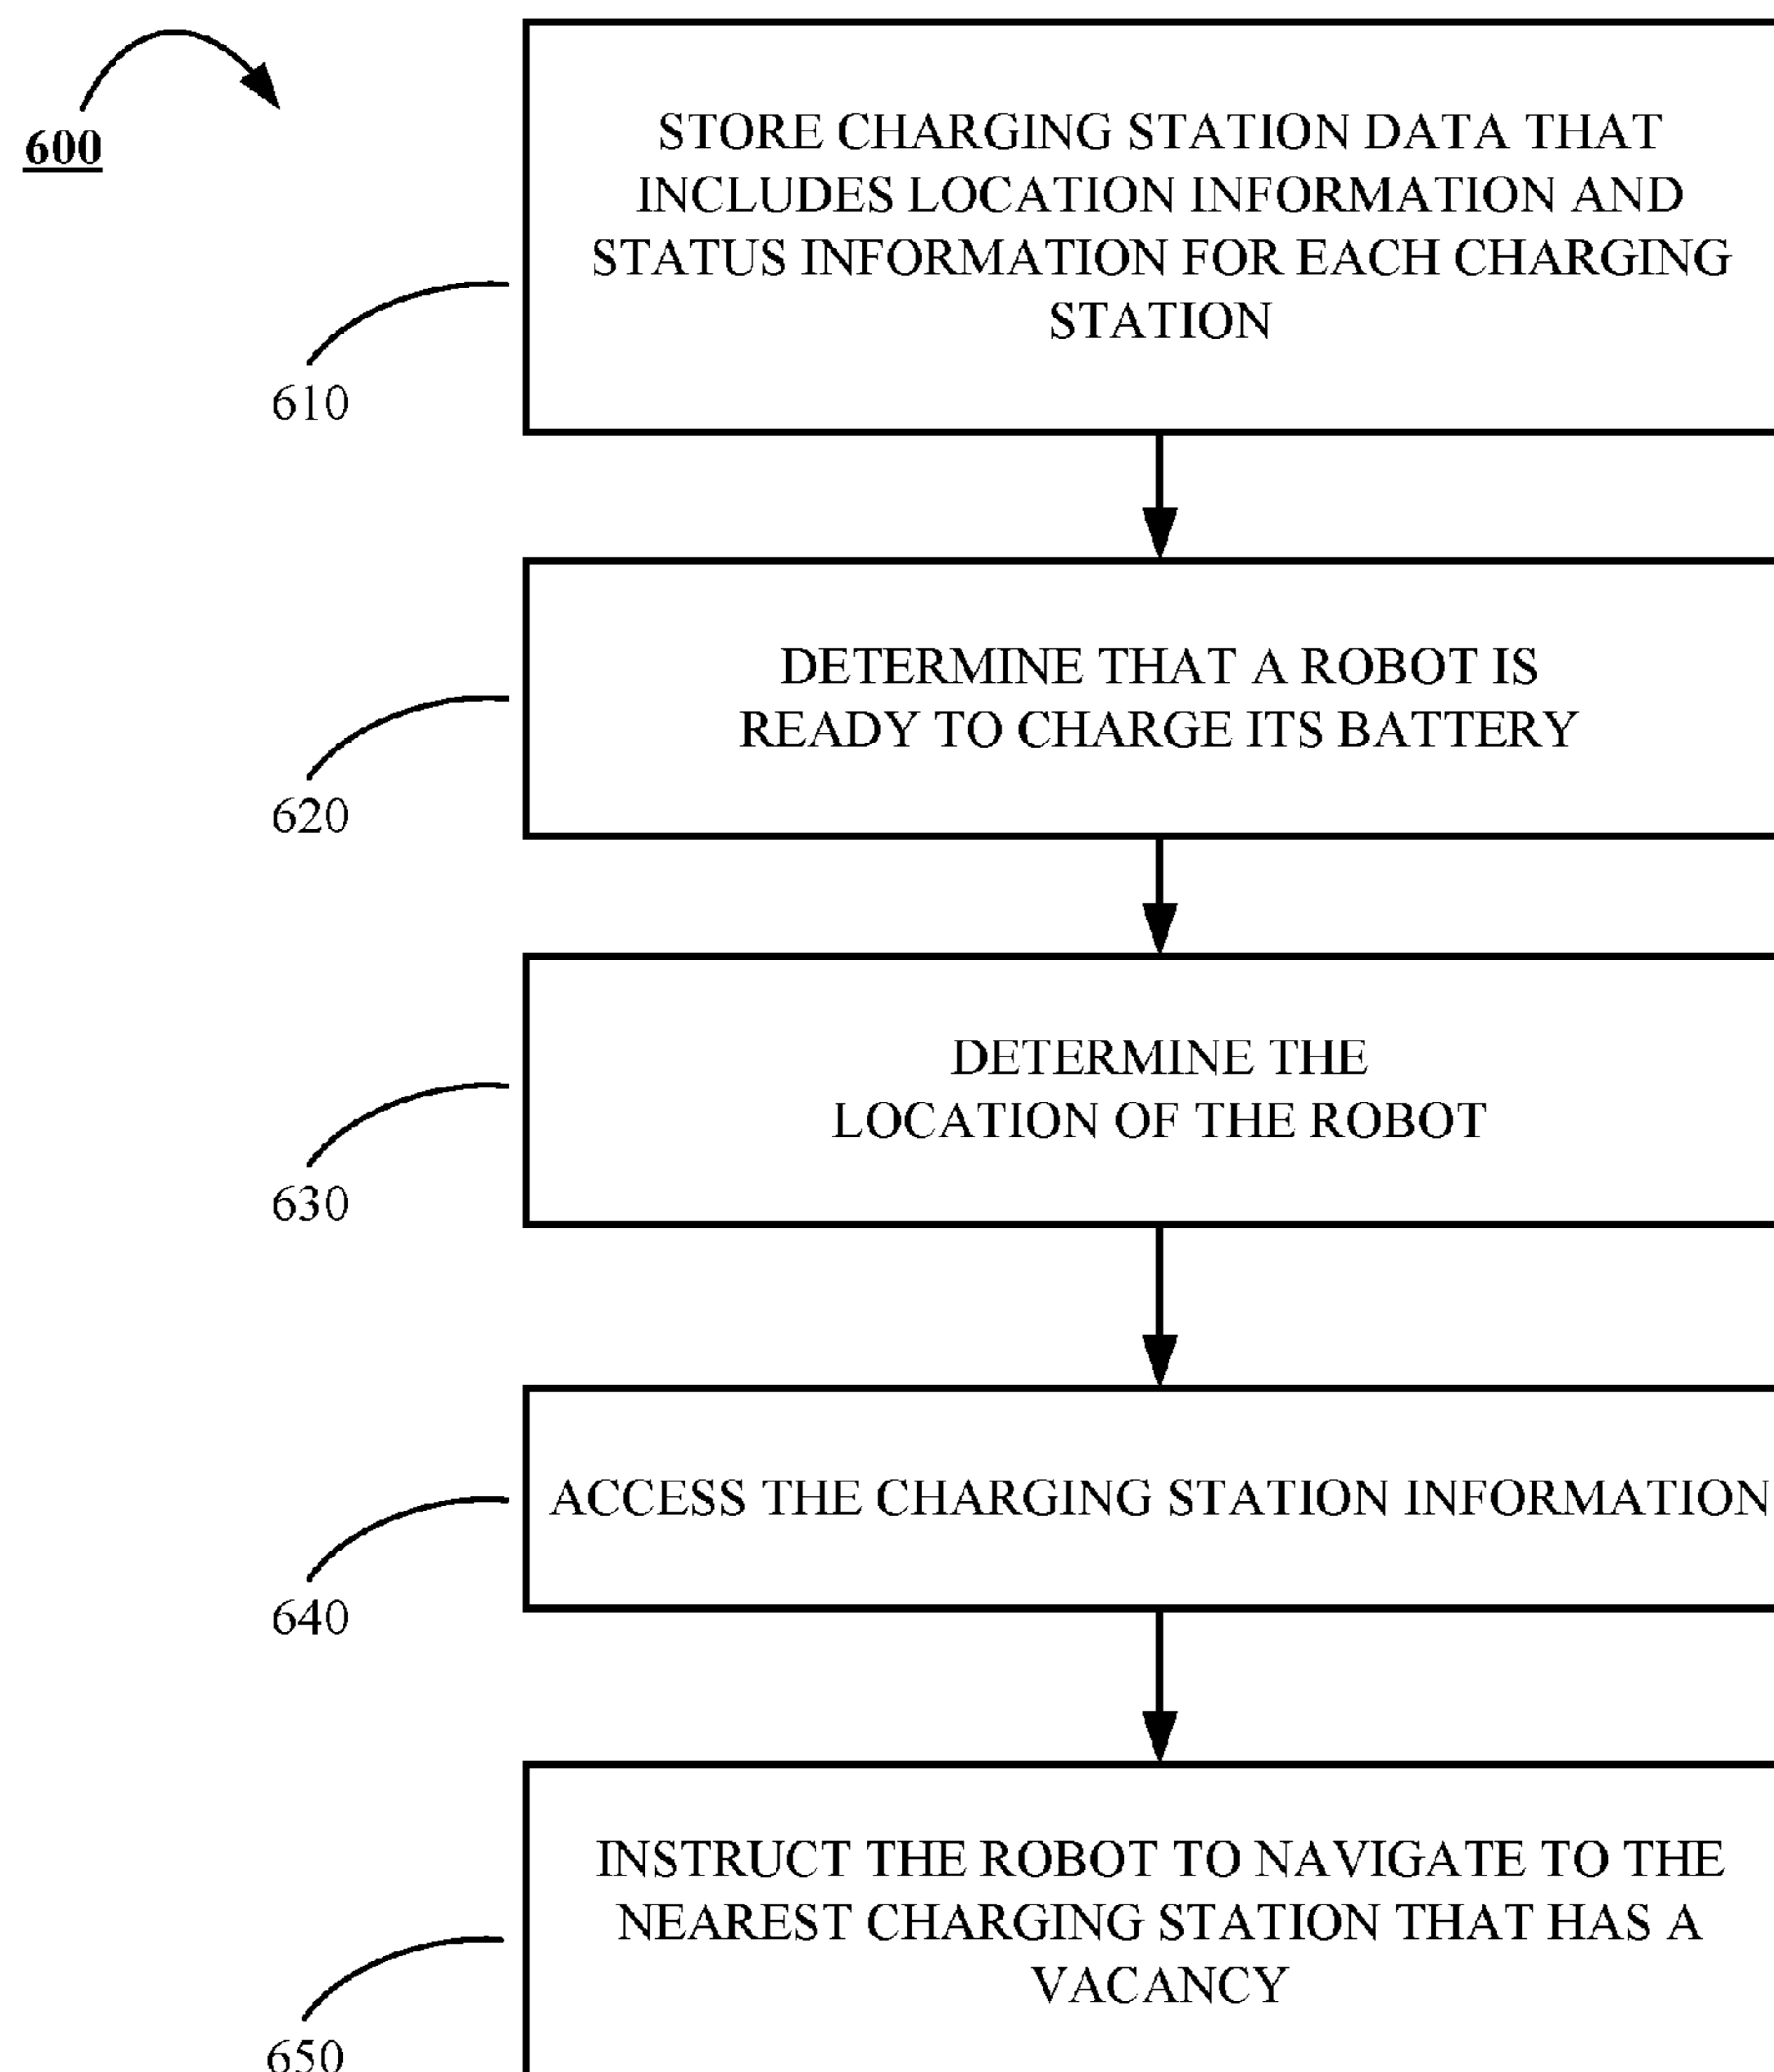 600
STORE CHARGING STATION DATA THAT
INCLUDES LOCATION INFORMATION AND
STATUS INFORMATION FOR EACH CHARGING
STATION
610
DETERMINE THAT A ROBOT IS
READY TO CHARGE ITS BATTERY
620
DETERMINE THE
LOCATION OF THE ROBOT
630
ACCESS THE CHARGING STATION INFORMATION
640
INSTRUCT THE ROBOT TO NAVIGATE TO THE
NEAREST CHARGING STATION THAT HAS A
VACANCY
650